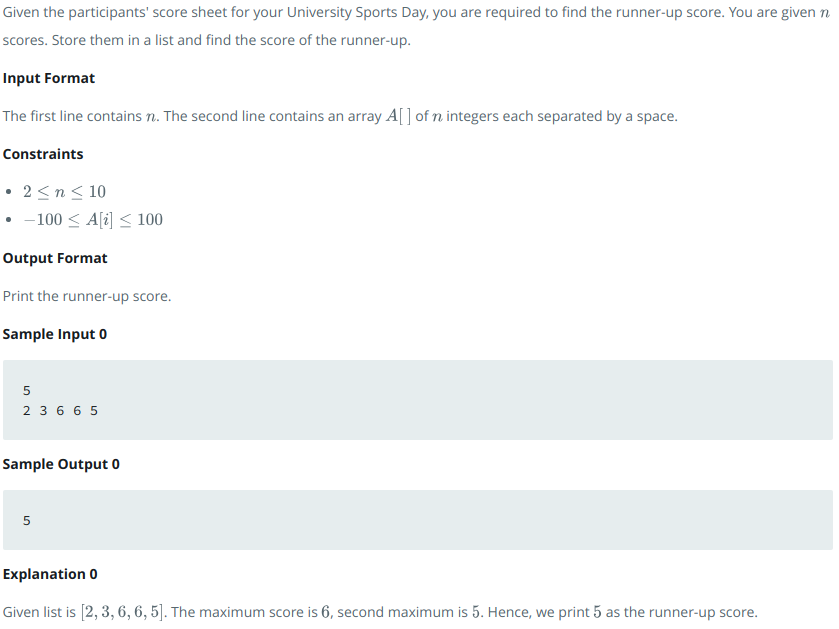 Given the participants' score sheet for your University Sports Day, you are required to find the runner-up score. You are given n
scores. Store them in a list and find the score of the runner-up.
Input Format
The first line contains n. The second line contains an array A[ ] of n integers each separated by a space.
Constraints
• 2 ≤ n ≤ 10
• −100 ≤ A[i] ≤ 100
Output Format
Print the runner-up score.
Sample Input 0
5
2 3 6 6 5
Sample Output 0
5
Explanation 0
Given list is [2, 3, 6, 6, 5]. The maximum score is 6, second maximum is 5. Hence, we print 5 as the runner-up score.